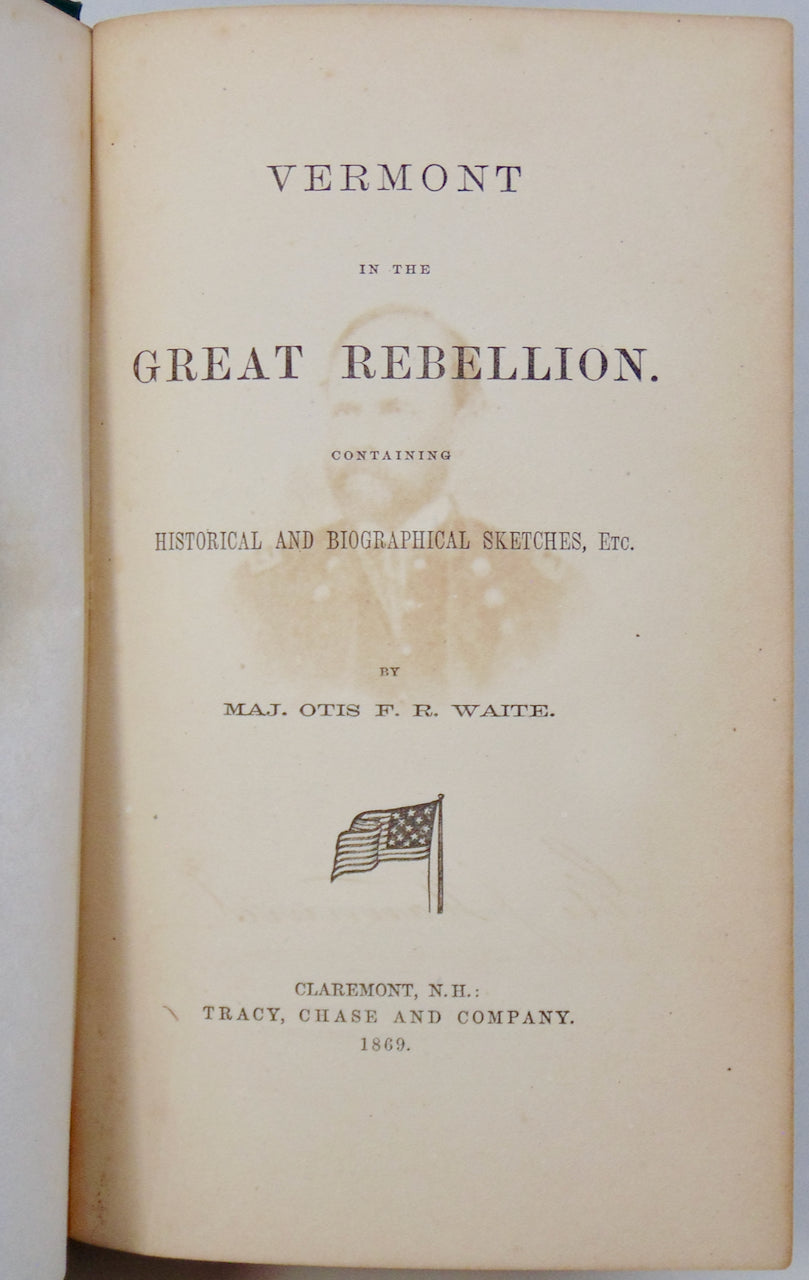 VERMONT
IN THE
GREAT REBELLION.
CONTAINING
HISTORICAL AND BIOGRAPHICAL SKETCHES, ETC.
BY
MAJ. OTIS F. R. WAITE.
CLAREMONT, N. H.:
TRACY, CHASE AND COMPANY.
1869.